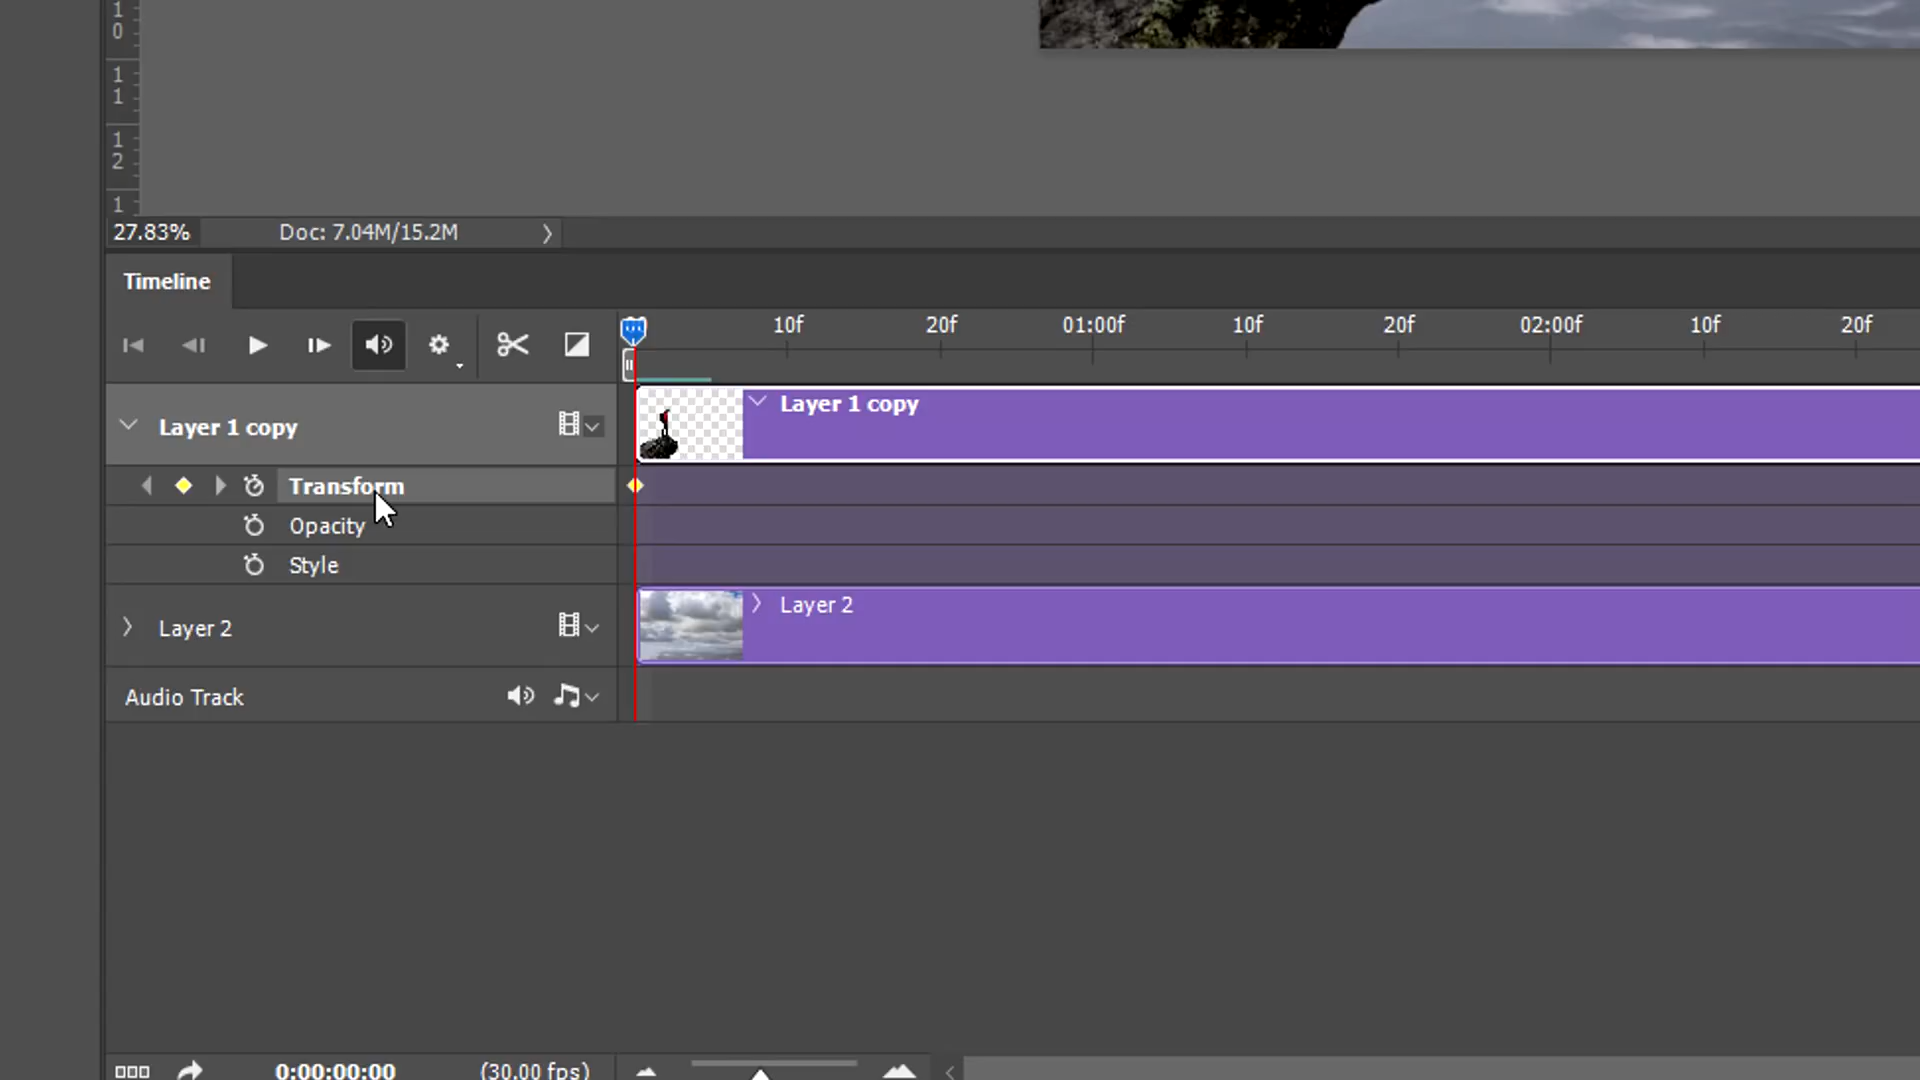 1
0
1
1
1
2
1
27.83% Doc: 7.04M/15.2M
Timeline
10f 20f 01:00f 10f 20f 02:00f 10f 20f
Layer 1 copy Layer 1 copy
Transform
Opacity
Style
Layer 2 Layer 2
Audio Track
0:00:00:00 (30.00 fps)